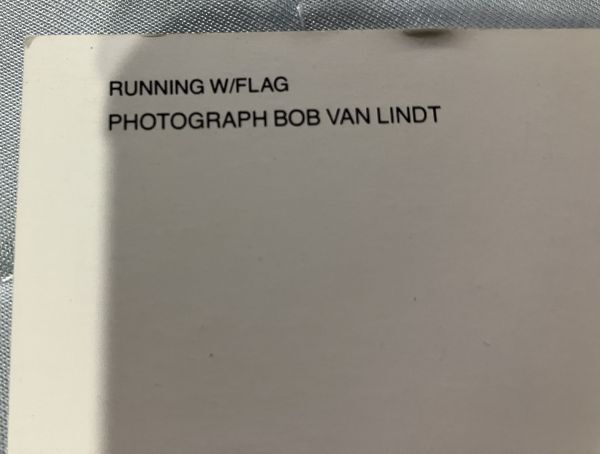 RUNNING W/FLAG
PHOTOGRAPH BOB VAN LINDT